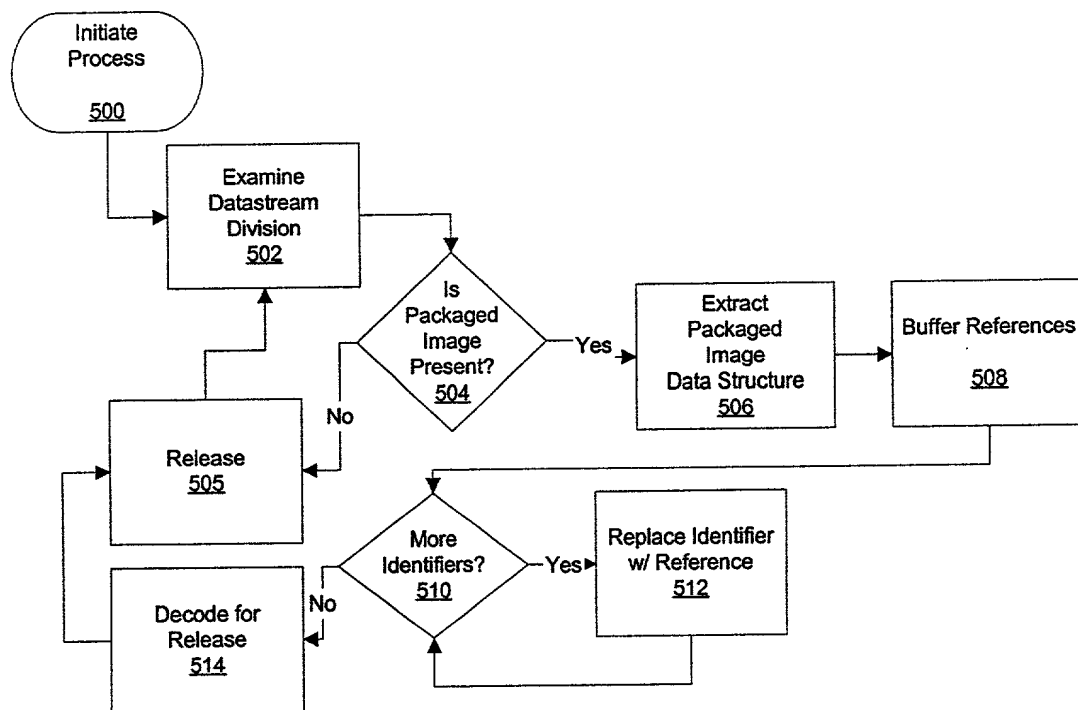 Initiate
Process
500
Examine
Datastream
Division
502
Is
Packaged
Image
Present?
504
Yes
Extract
Packaged
Image
Data Structure
506
Buffer References
508
No
Release
505
More
Identifiers?
510
Yes
Replace Identifier
w/ Reference
512
No
Decode for
Release
514